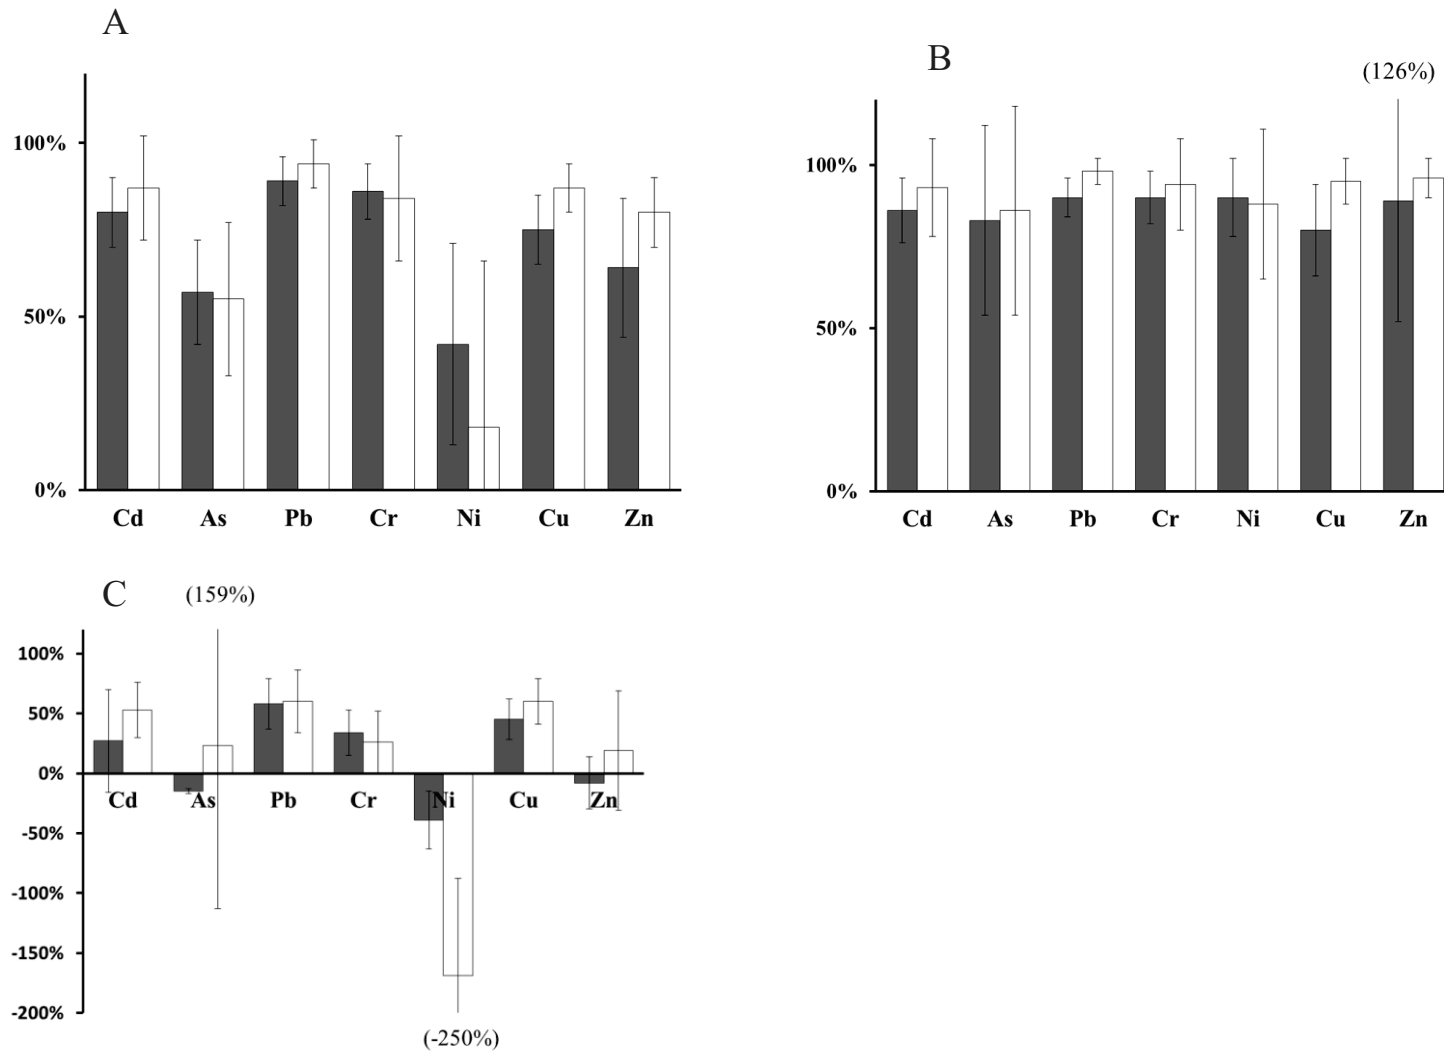 A
100%
50%
0%
Cd As Pb Cr Ni Cu Zn
B
(126%)
100%
50%
0%
Cd As Pb Cr Ni Cu Zn
C
(159%)
100%
50%
0%
Cd As Pb Cr Ni Cu Zn
-50%
-100%
-150%
-200%
(-250%)